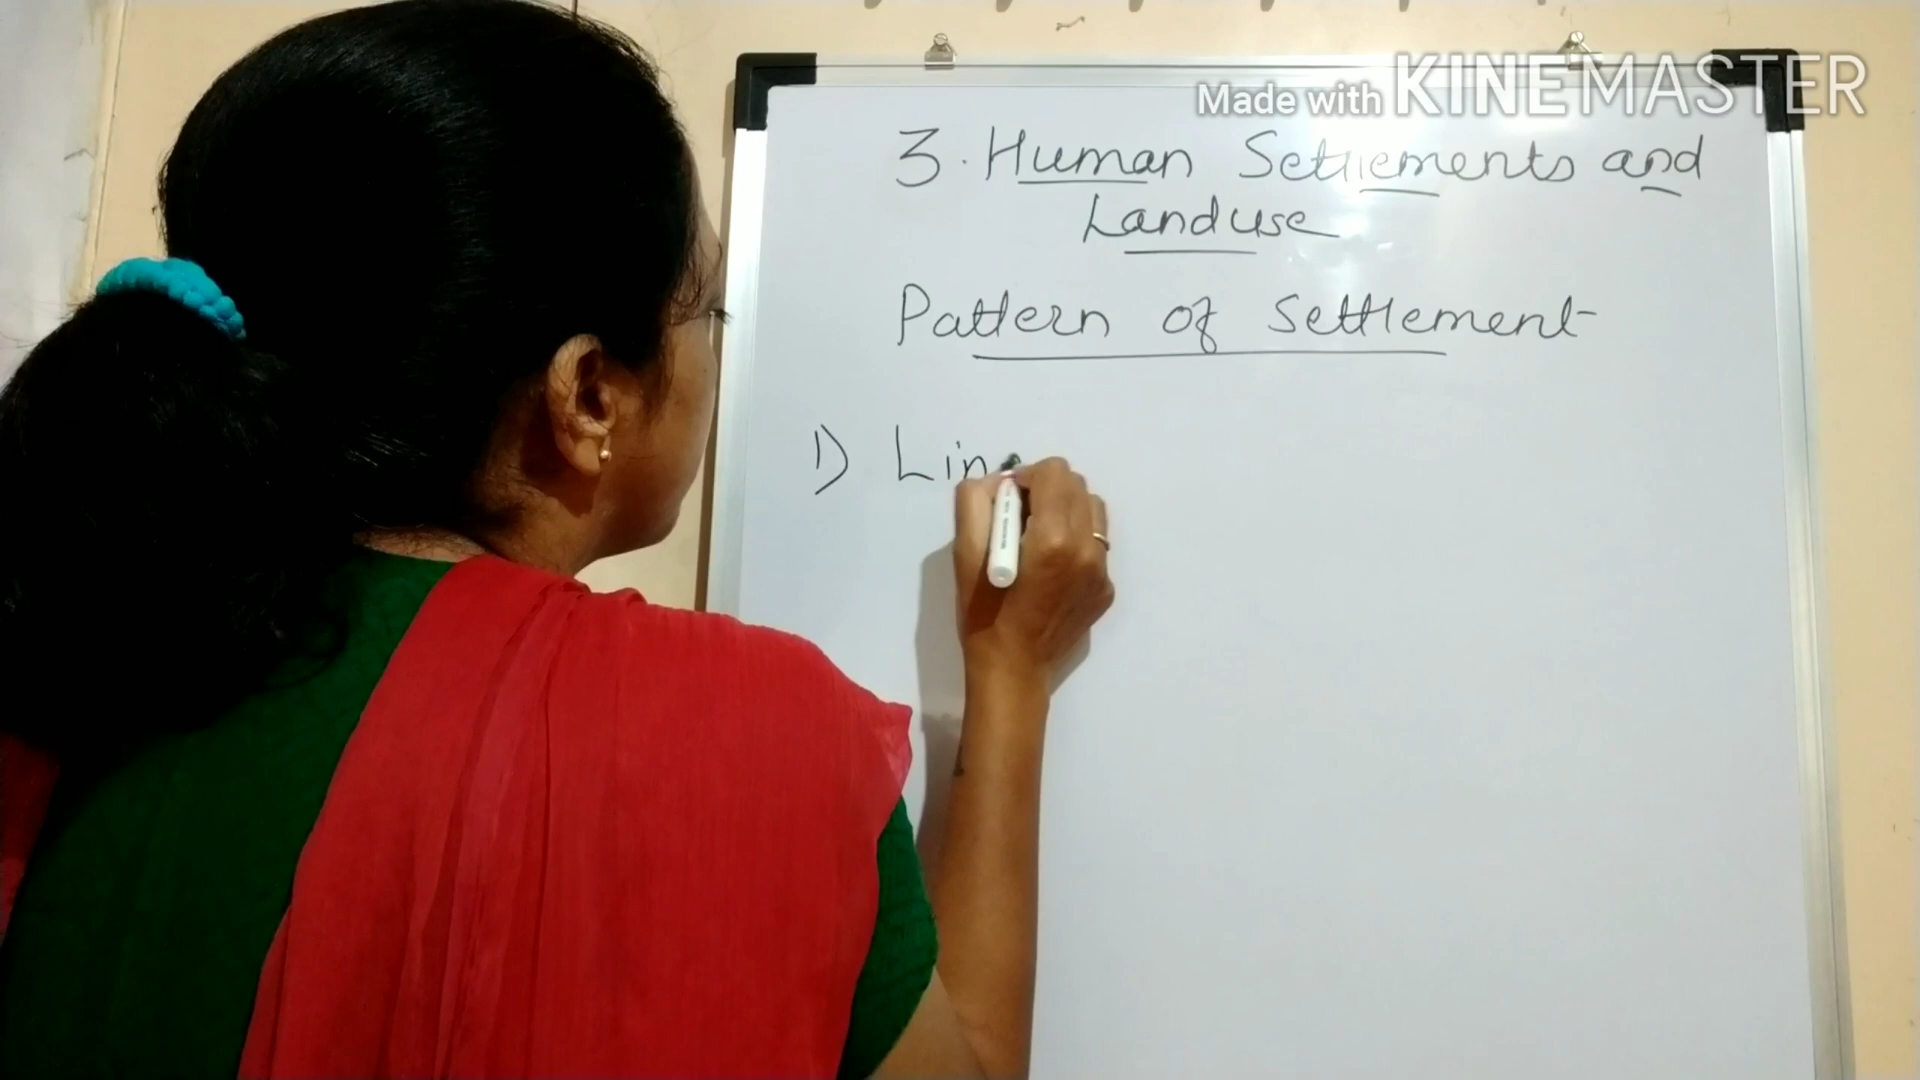 Made with KINEMASTER
3. Human Settlements and
Landuse
Pattern of Settlement
1) Lin